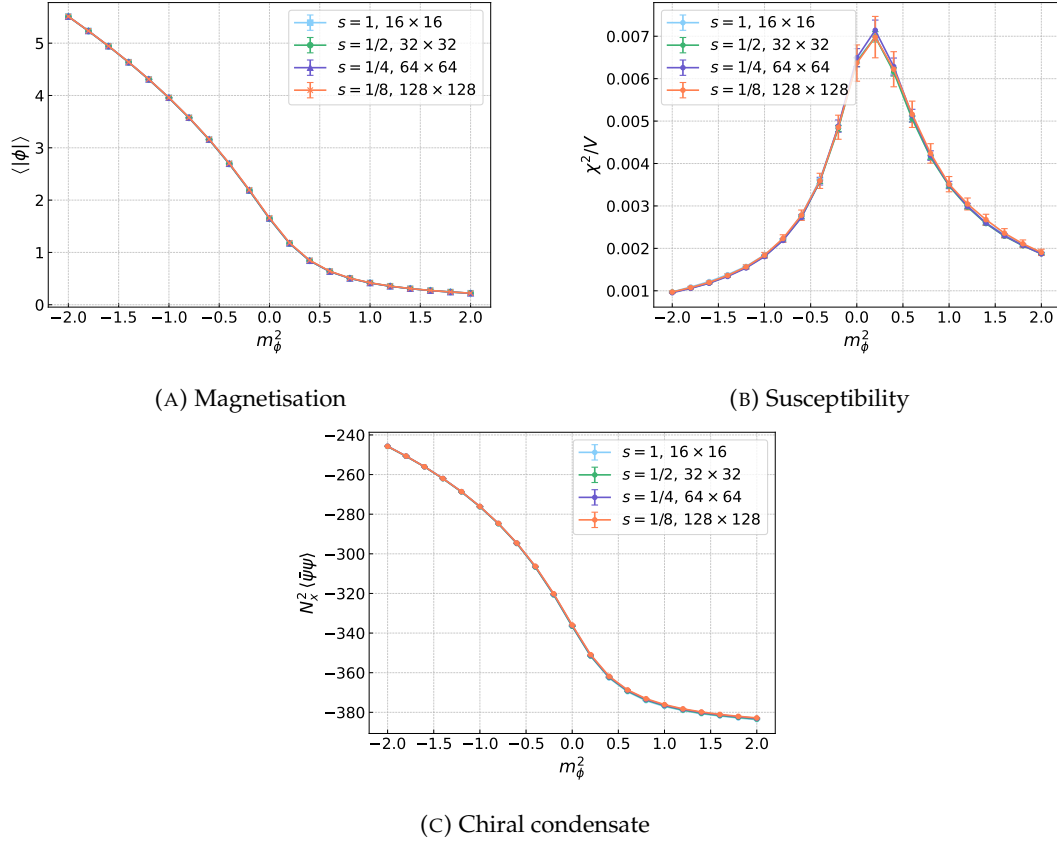 5
4
3
2
1
0
⟨|ϕ|⟩
s = 1, 16 × 16
s = 1/2, 32 × 32
s = 1/4, 64 × 64
s = 1/8, 128 × 128
−2.0 −1.5 −1.0 −0.5 0.0 0.5 1.0 1.5 2.0
m²ϕ
(A) Magnetisation
0.007
0.006
0.005
0.004
0.003
0.002
0.001
χ²/V
s = 1, 16 × 16
s = 1/2, 32 × 32
s = 1/4, 64 × 64
s = 1/8, 128 × 128
−2.0 −1.5 −1.0 −0.5 0.0 0.5 1.0 1.5 2.0
m²ϕ
(B) Susceptibility
−240
−260
−280
−300
−320
−340
−360
−380
N²ₓ⟨ψ̄ψ⟩
s = 1, 16 × 16
s = 1/2, 32 × 32
s = 1/4, 64 × 64
s = 1/8, 128 × 128
−2.0 −1.5 −1.0 −0.5 0.0 0.5 1.0 1.5 2.0
m²ϕ
(C) Chiral condensate